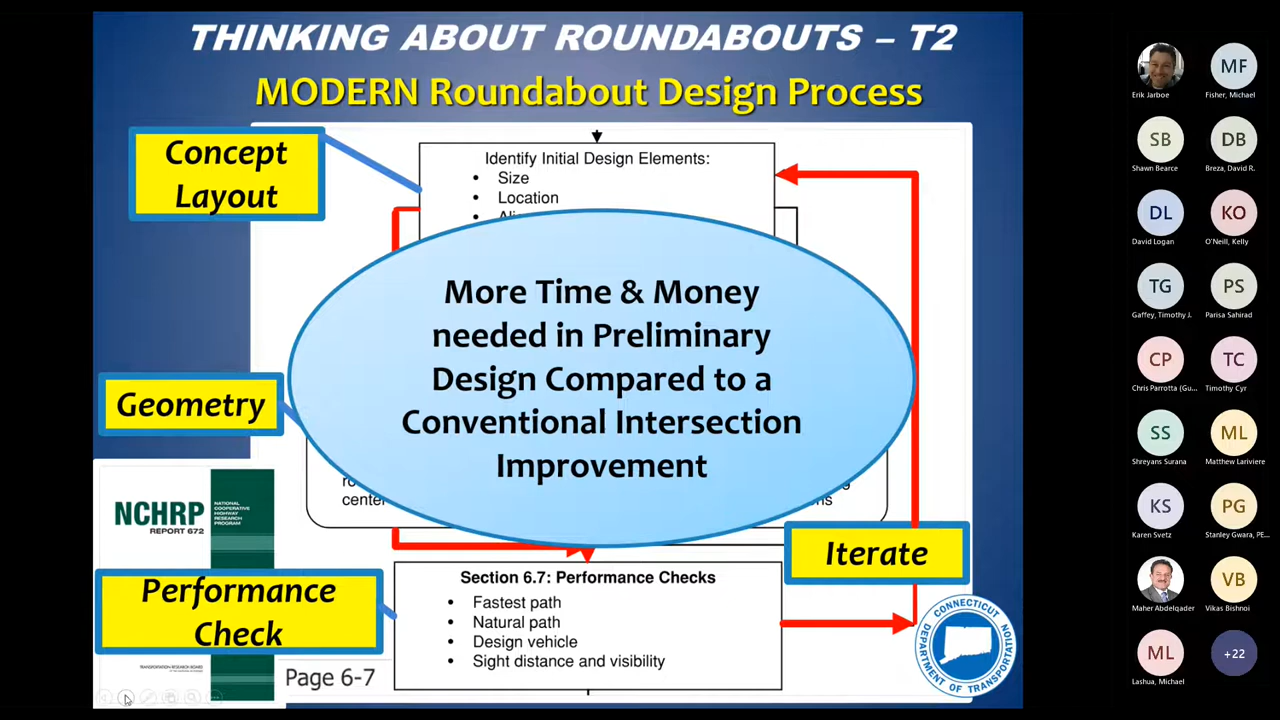 THINKING ABOUT ROUNDABOUTS – T2
MODERN Roundabout Design Process
Concept
Layout
Identify Initial Design Elements:
• Size
• Location
More Time & Money
needed in Preliminary
Design Compared to a
Conventional Intersection
Improvement
Geometry
center
NCHRP
REPORT 672
NATIONAL
COOPERATIVE
HIGHWAY
RESEARCH
PROGRAM
Iterate
Performance
Check
Section 6.7: Performance Checks
• Fastest path
• Natural path
• Design vehicle
• Sight distance and visibility
Page 6-7
CONNECTICUT
DEPARTMENT OF TRANSPORTATION
Erik Jarboe
MF
Fisher, Michael
SB
Shawn Bearce
DB
Breza, David R.
DL
David Logan
KO
O'Neill, Kelly
TG
Gaffey, Timothy J.
PS
Parisa Sahirad
CP
Chris Parrotta (Gu...
TC
Timothy Cyr
SS
Shreyans Surana
ML
Matthew Lariviere
KS
Karen Svetz
PG
Stanley Gwara, PE...
Maher Abdelqader
VB
Vikas Bishnoi
ML
Lashua, Michael
+22